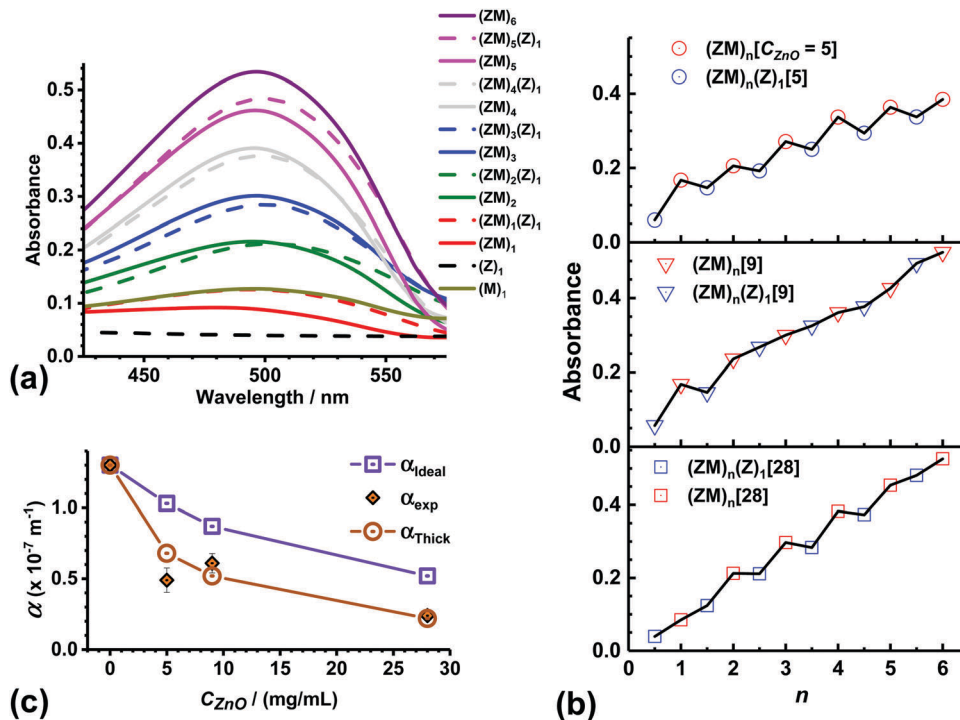 (ZM)6
(ZM)5(Z)1
(ZM)5
(ZM)4(Z)1
(ZM)4
(ZM)3(Z)1
(ZM)3
(ZM)2(Z)1
(ZM)2
(ZM)1(Z)1
(ZM)1
(Z)1
(M)1
0.5
0.4
0.3
0.2
0.1
0.0
Absorbance
450 500 550
Wavelength / nm
(a)
αIdeal
αexp
αThick
1.0
0.5
0.0
α (x 10-7 m-1)
0 5 10 15 20 25 30
CZnO / (mg/mL)
(c)
(ZM)n[CZnO = 5]
(ZM)n(Z)1[5]
0.4
0.2
0.0
(ZM)n[9]
(ZM)n(Z)1[9]
0.4
0.2
0.0
(ZM)n(Z)1[28]
(ZM)n[28]
0.4
0.2
0.0
Absorbance
0 1 2 3 4 5 6
n
(b)